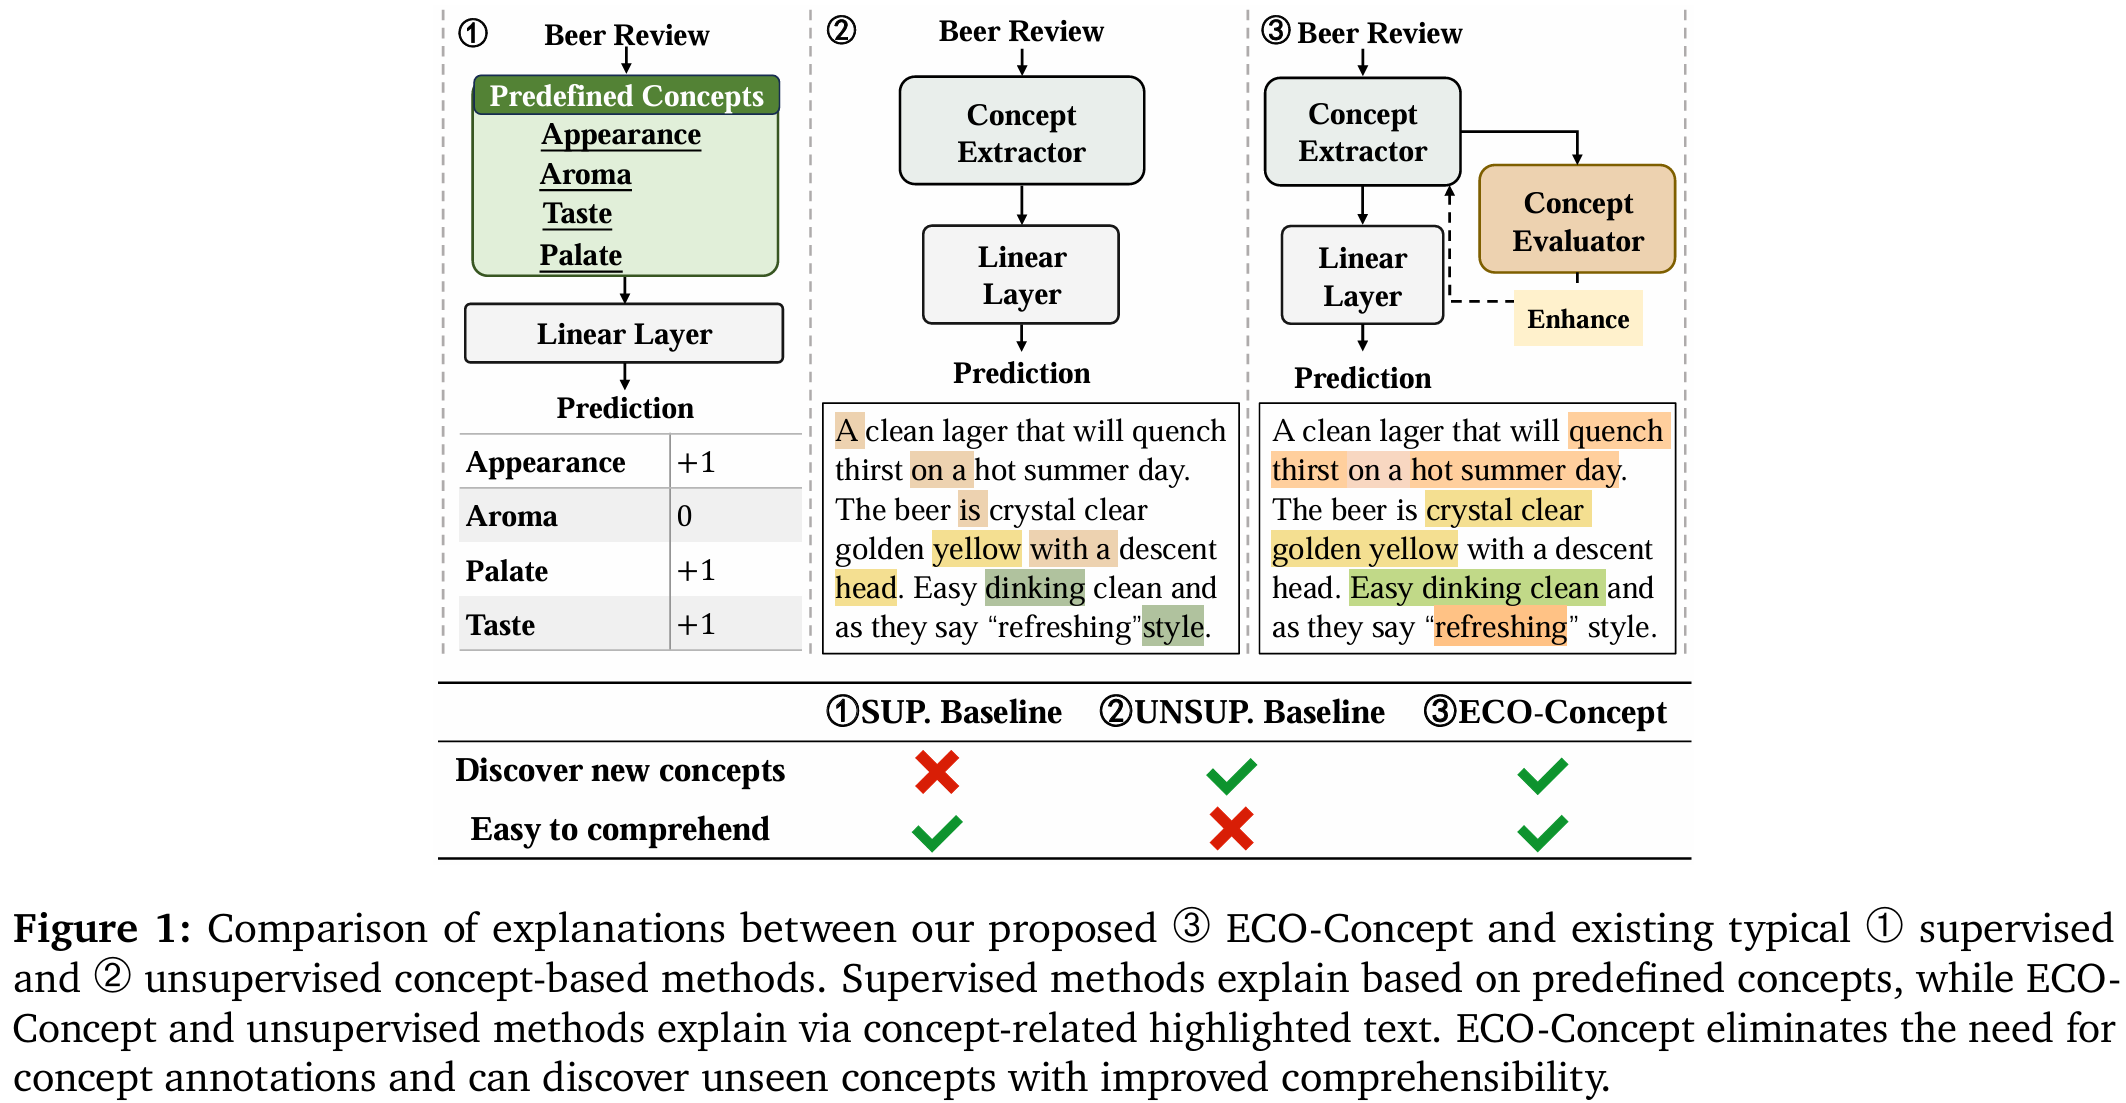 ① Beer Review
Predefined Concepts
Appearance
Aroma
Taste
Palate
Linear Layer
Prediction
Appearance +1
Aroma 0
Palate +1
Taste +1
② Beer Review
Concept
Extractor
Linear
Layer
Prediction
A clean lager that will quench
thirst on a hot summer day.
The beer is crystal clear
golden yellow with a descent
head. Easy dinking clean and
as they say “refreshing”style.
③ Beer Review
Concept
Extractor
Concept
Evaluator
Linear
Layer
Enhance
Prediction
A clean lager that will quench
thirst on a hot summer day.
The beer is crystal clear
golden yellow with a descent
head. Easy dinking clean and
as they say “refreshing” style.
①SUP. Baseline ②UNSUP. Baseline ③ECO-Concept
Discover new concepts ✗ ✓ ✓
Easy to comprehend ✓ ✗ ✓
Figure 1: Comparison of explanations between our proposed ③ ECO-Concept and existing typical ① supervised
and ② unsupervised concept-based methods. Supervised methods explain based on predefined concepts, while ECO-
Concept and unsupervised methods explain via concept-related highlighted text. ECO-Concept eliminates the need for
concept annotations and can discover unseen concepts with improved comprehensibility.